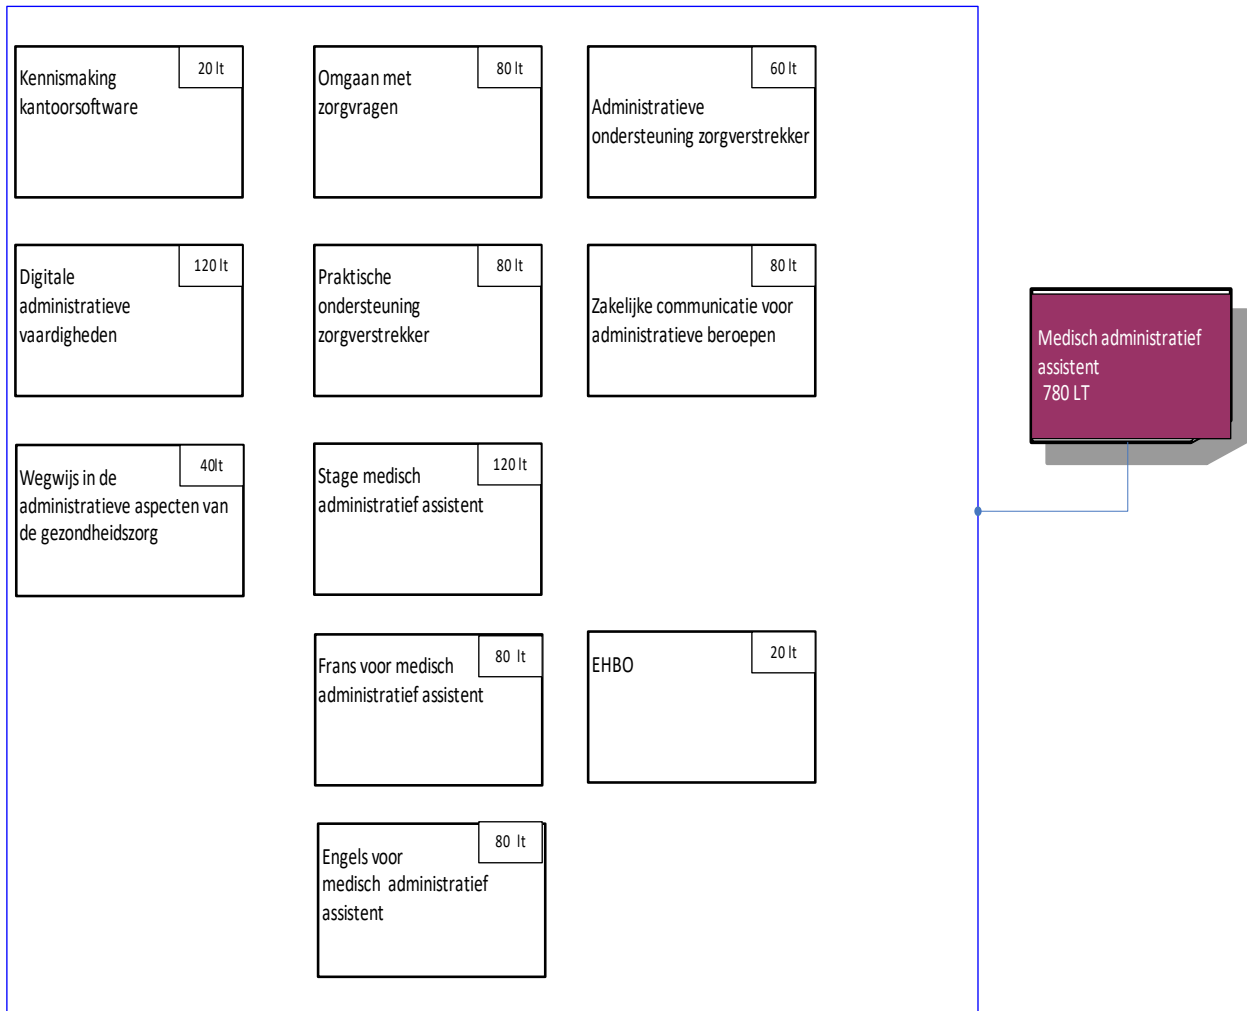 Kennismaking
kantoorsoftware
20 lt
Omgaan met
zorgvragen
80 lt
Administratieve
ondersteuning zorgverstrekker
60 lt
Digitale
administratieve
vaardigheden
120 lt
Praktische
ondersteuning
zorgverstrekker
80 lt
Zakelijke communicatie voor
administratieve beroepen
80 lt
Medisch administratief
assistent
780 LT
Wegwijs in de
administratieve aspecten van
de gezondheidszorg
40lt
Stage medisch
administratief assistent
120 lt
Frans voor medisch
administratief assistent
80 lt
EHBO
20 lt
Engels voor
medisch administratief
assistent
80 lt